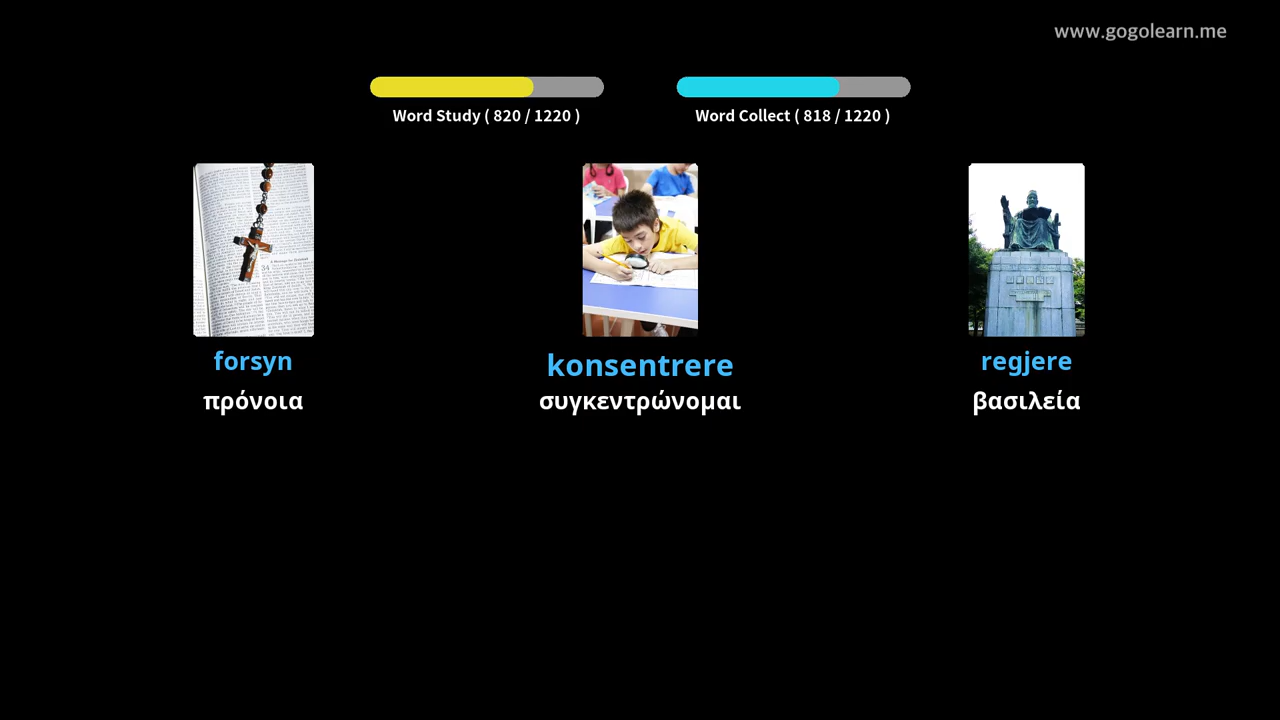 www.gogolearn.me
Word Study ( 820 / 1220 )
Word Collect ( 818 / 1220 )
forsyn
konsentrere
regjere
πρόνοια
συγκεντρώνομαι
βασιλεία